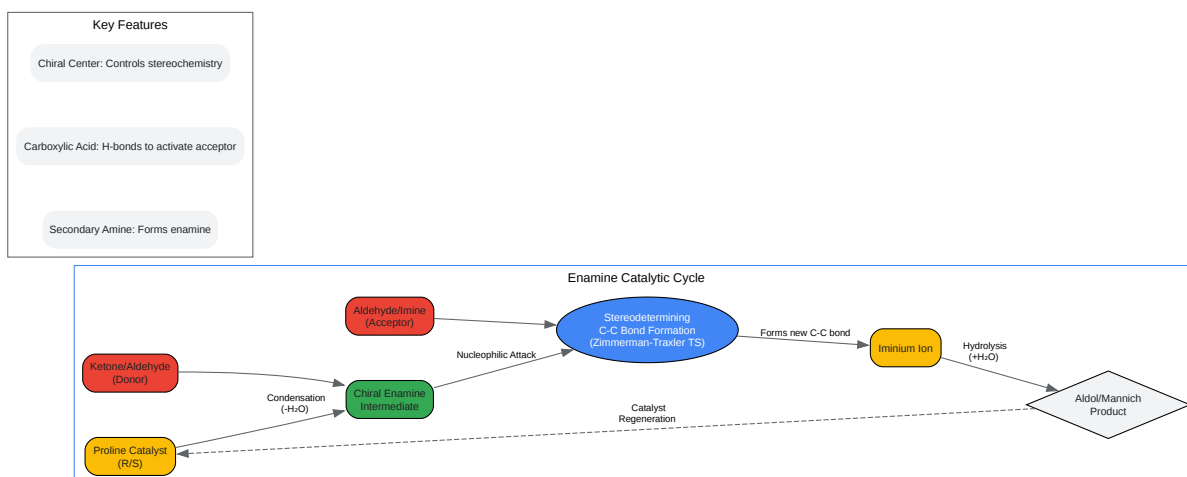 Key Features
Chiral Center: Controls stereochemistry
Carboxylic Acid: H-bonds to activate acceptor
Secondary Amine: Forms enamine
Enamine Catalytic Cycle
Aldehyde/Imine
(Acceptor)
Stereodetermining
C-C Bond Formation
(Zimmerman-Traxler TS)
Forms new C-C bond
Iminium Ion
Hydrolysis
(+H₂O)
Nucleophilic Attack
Ketone/Aldehyde
(Donor)
Condensation
(-H₂O)
Chiral Enamine
Intermediate
Aldol/Mannich
Product
Catalyst
Regeneration
Proline Catalyst
(R/S)